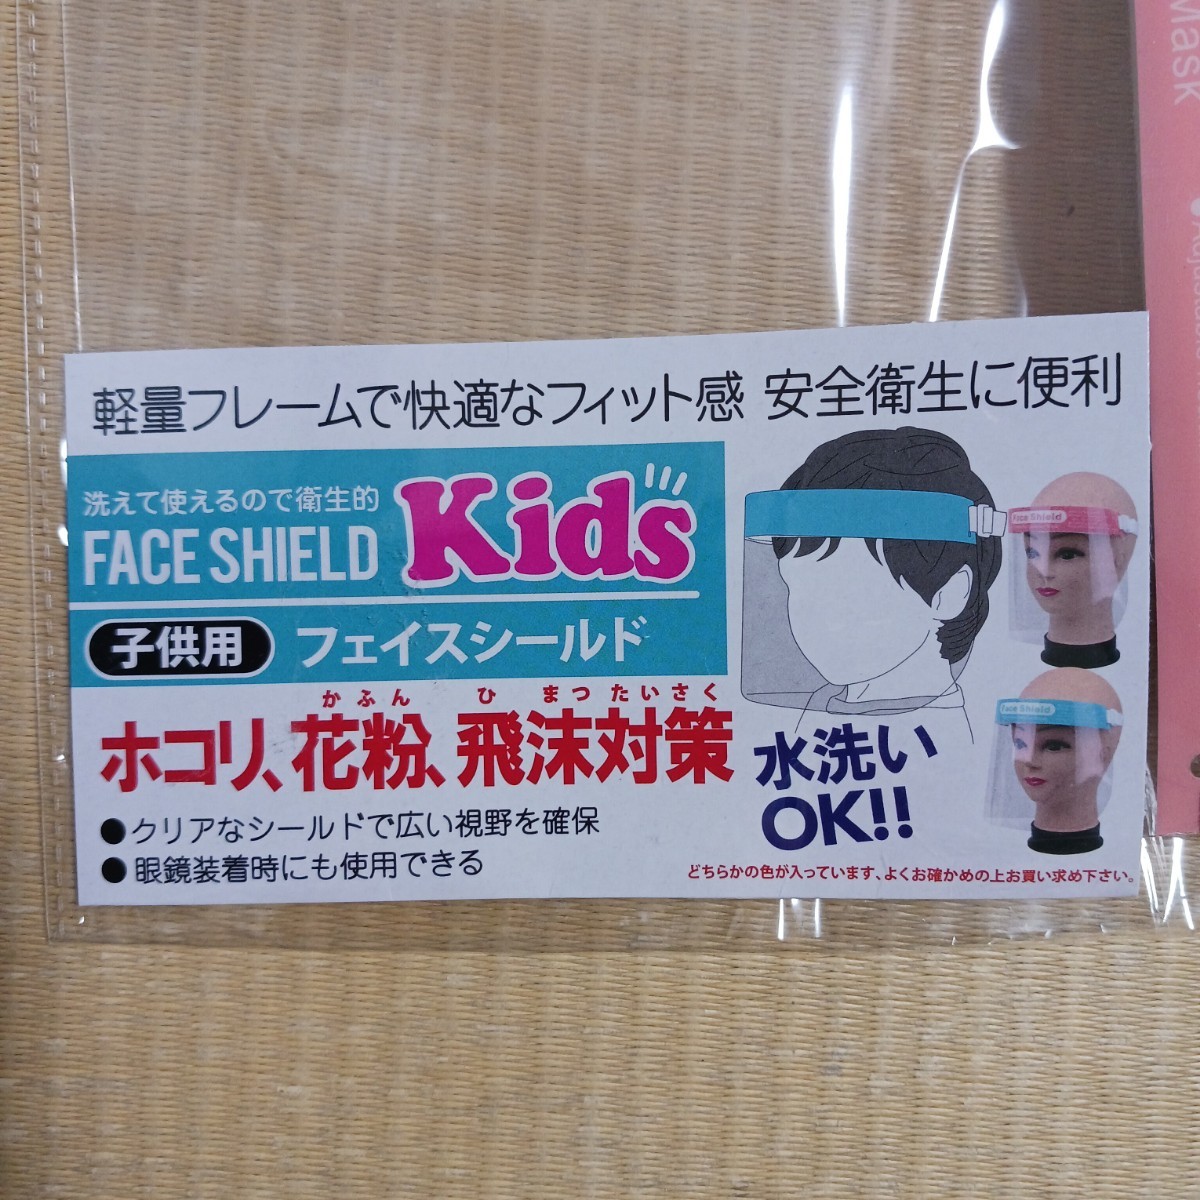 軽量フレームで快適なフィット感 安全衛生に便利
洗えて使えるので衛生的
FACE SHIELD Kids
子供用 フェイスシールド
かふん ひまつたいさく
ホコリ、花粉、飛沫対策
●クリアなシールドで広い視野を確保
●眼鏡装着時にも使用できる
水洗い
OK!!
Face Shield
Face Shield
どちらかの色が入っています、よくお確かめの上お買い求め下さい。
Mask